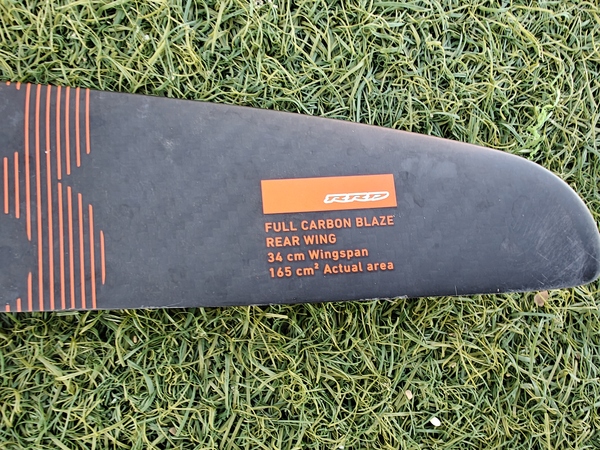 RRD
FULL CARBON BLAZE
REAR WING
34 cm Wingspan
165 cm² Actual area